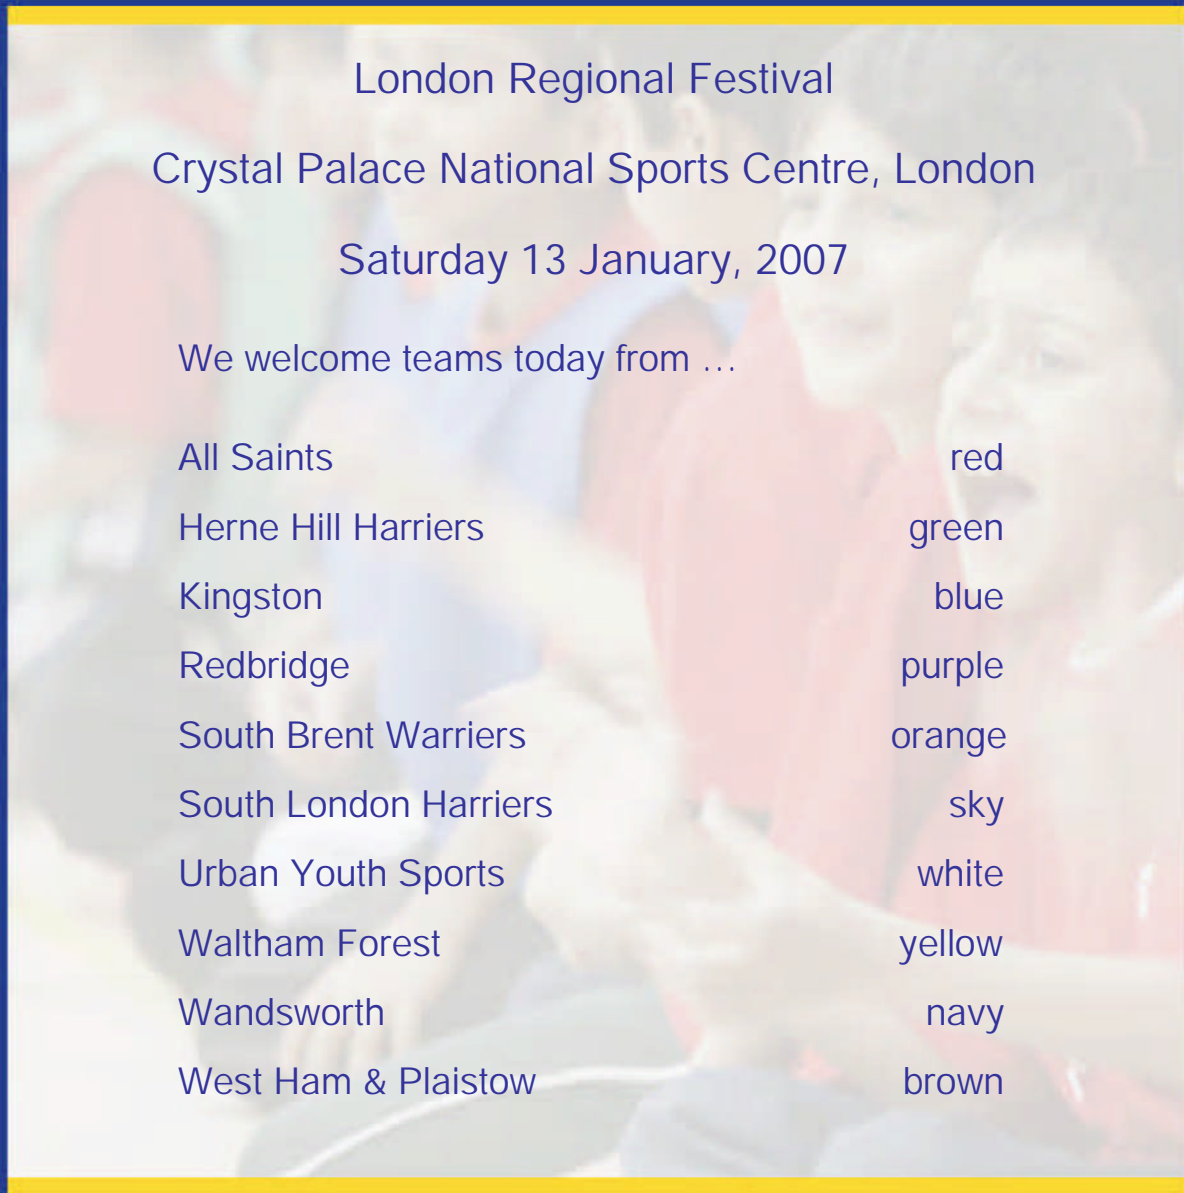 London Regional Festival
Crystal Palace National Sports Centre, London
Saturday 13 January, 2007
We welcome teams today from …
All Saints red
Herne Hill Harriers green
Kingston blue
Redbridge purple
South Brent Warriers orange
South London Harriers sky
Urban Youth Sports white
Waltham Forest yellow
Wandsworth navy
West Ham & Plaistow brown